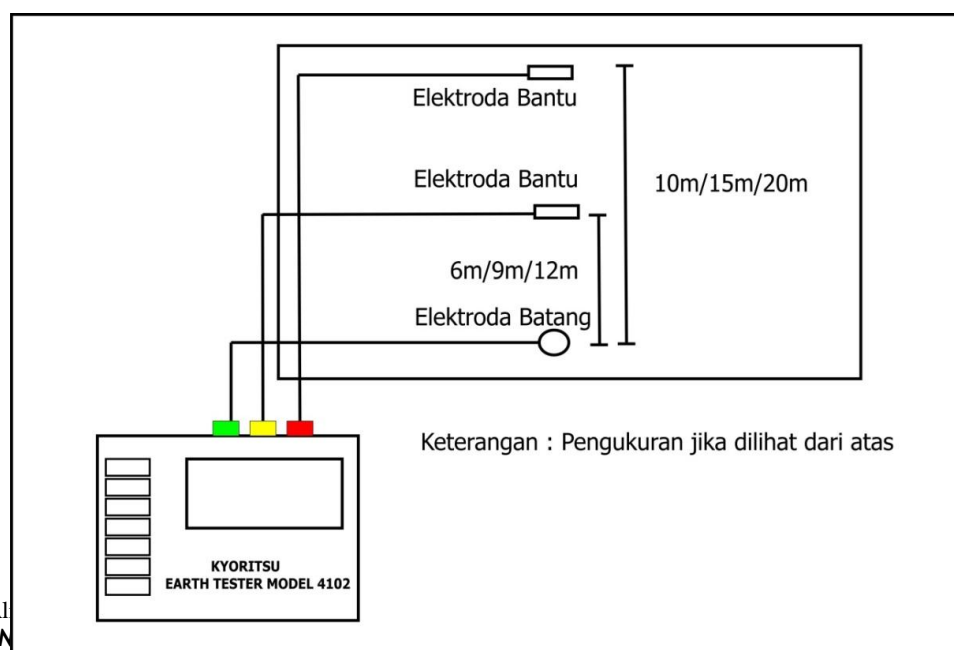 Elektroda Bantu
Elektroda Bantu
10m/15m/20m
6m/9m/12m
Elektroda Batang
Keterangan : Pengukuran jika dilihat dari atas
KYORITSU
EARTH TESTER MODEL 4102